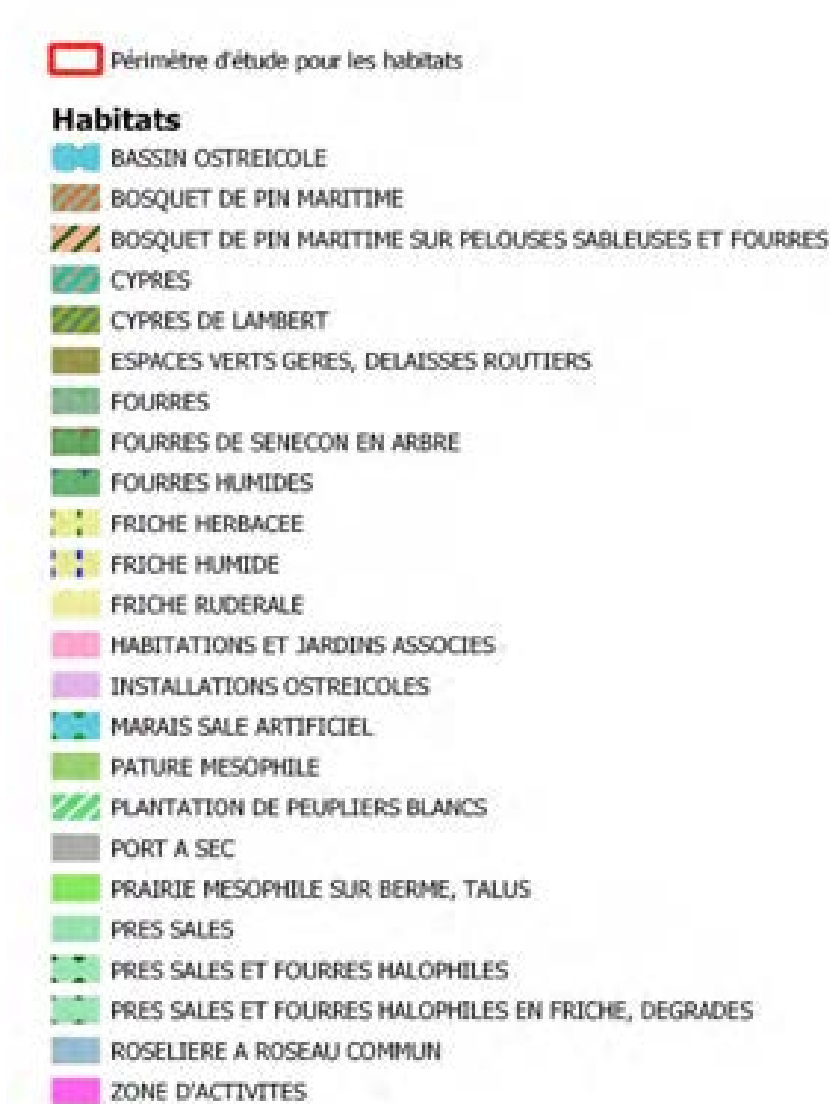 Périmètre d'étude pour les habitats
Habitats
BASSIN OSTREICOLE
BOSQUET DE PIN MARITIME
BOSQUET DE PIN MARITIME SUR PELOUSES SABLEUSES ET FOURRES
CYPRES
CYPRES DE LAMBERT
ESPACES VERTS GERES, DELAISSES ROUTIERS
FOURRES
FOURRES DE SENECON EN ARBRE
FOURRES HUMIDES
FRICHE HERBACEE
FRICHE HUMIDE
FRICHE RUDERALE
HABITATIONS ET JARDINS ASSOCIES
INSTALLATIONS OSTREICOLES
MARAIS SALE ARTIFICIEL
PATURE MESOPHILE
PLANTATION DE PEUPLIERS BLANCS
PORT A SEC
PRAIRIE MESOPHILE SUR BERME, TALUS
PRES SALES
PRES SALES ET FOURRES HALOPHILES
PRES SALES ET FOURRES HALOPHILES EN FRICHE, DEGRADES
ROSELIERE A ROSEAU COMMUN
ZONE D'ACTIVITES